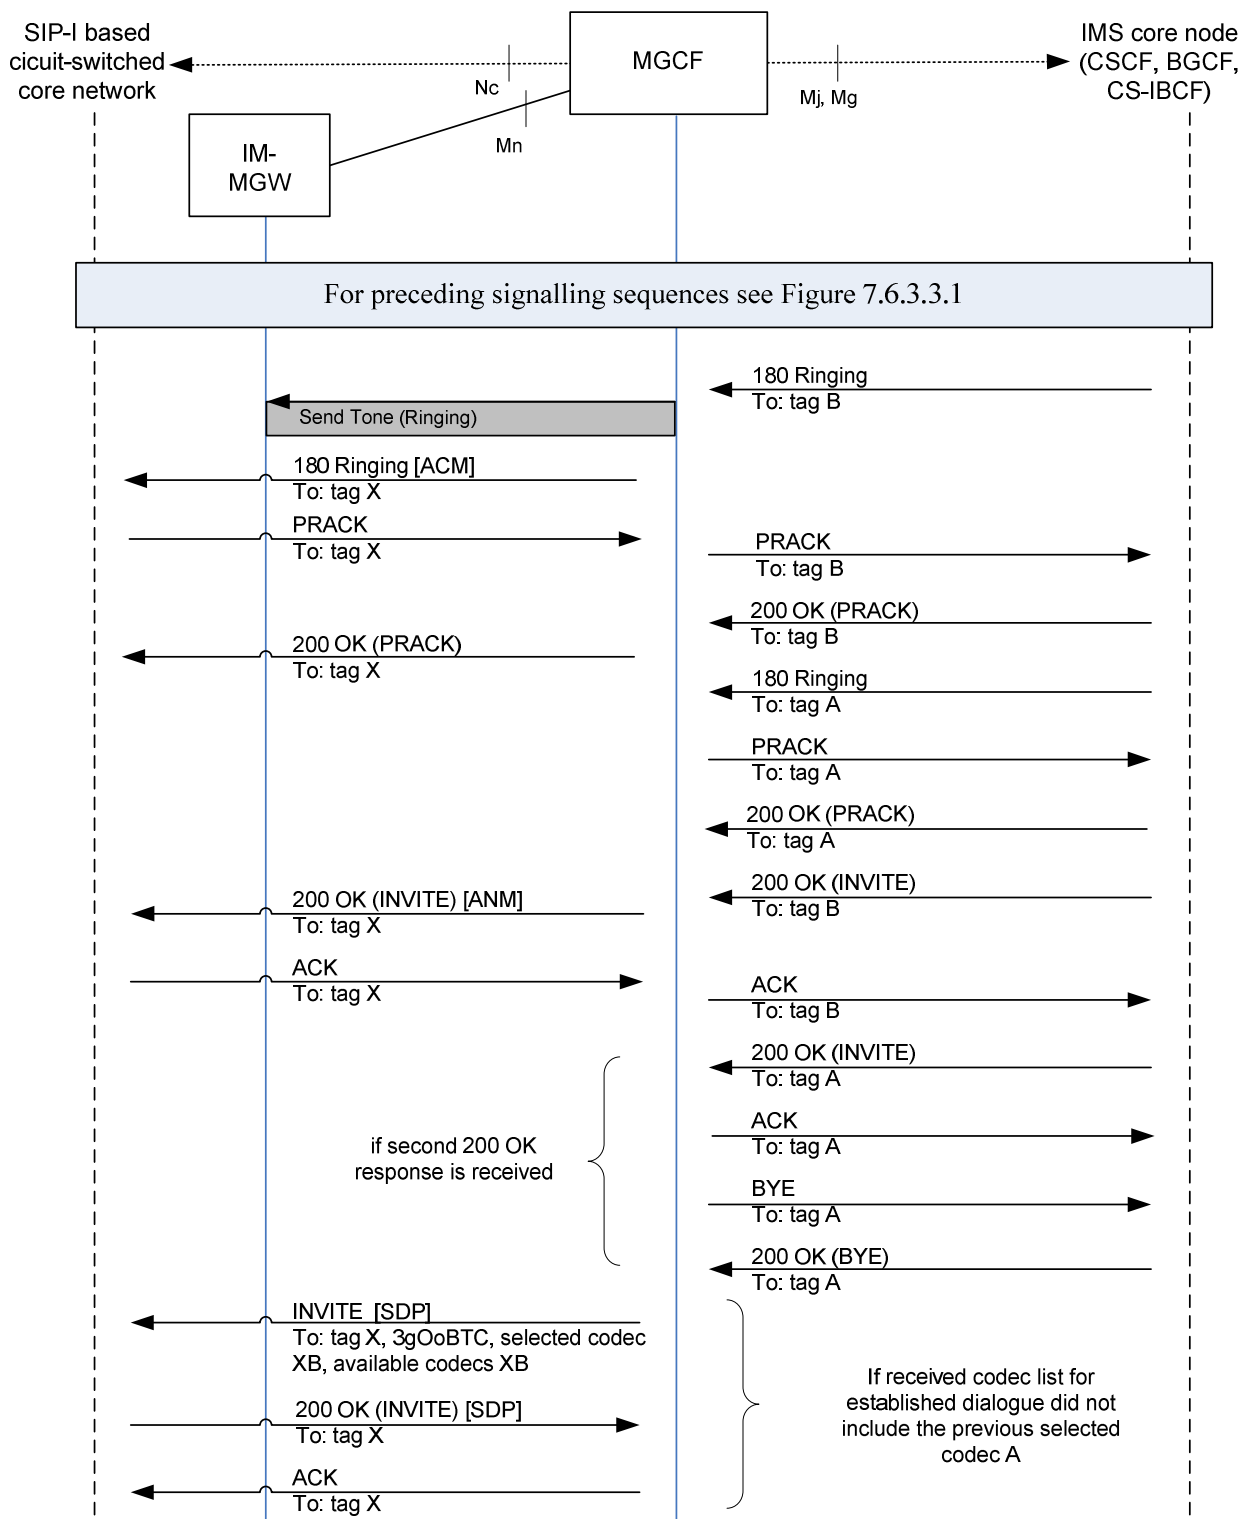 SIP-I based
cicuit-switched
core network
MGCF
IMS core node
(CSCF, BGCF,
CS-IBCF)
Nc
Mj, Mg
Mn
IM-
MGW
For preceding signalling sequences see Figure 7.6.3.3.1
180 Ringing
To: tag B
Send Tone (Ringing)
180 Ringing [ACM]
To: tag X
PRACK
To: tag X
PRACK
To: tag B
200 OK (PRACK)
To: tag B
200 OK (PRACK)
To: tag X
180 Ringing
To: tag A
PRACK
To: tag A
200 OK (PRACK)
To: tag A
200 OK (INVITE)
To: tag B
200 OK (INVITE) [ANM]
To: tag X
ACK
To: tag X
ACK
To: tag B
200 OK (INVITE)
To: tag A
ACK
To: tag A
if second 200 OK
response is received
BYE
To: tag A
200 OK (BYE)
To: tag A
INVITE [SDP]
To: tag X, 3gOoBTC, selected codec
XB, available codecs XB
If received codec list for
established dialogue did not
include the previous selected
codec A
200 OK (INVITE) [SDP]
To: tag X
ACK
To: tag X